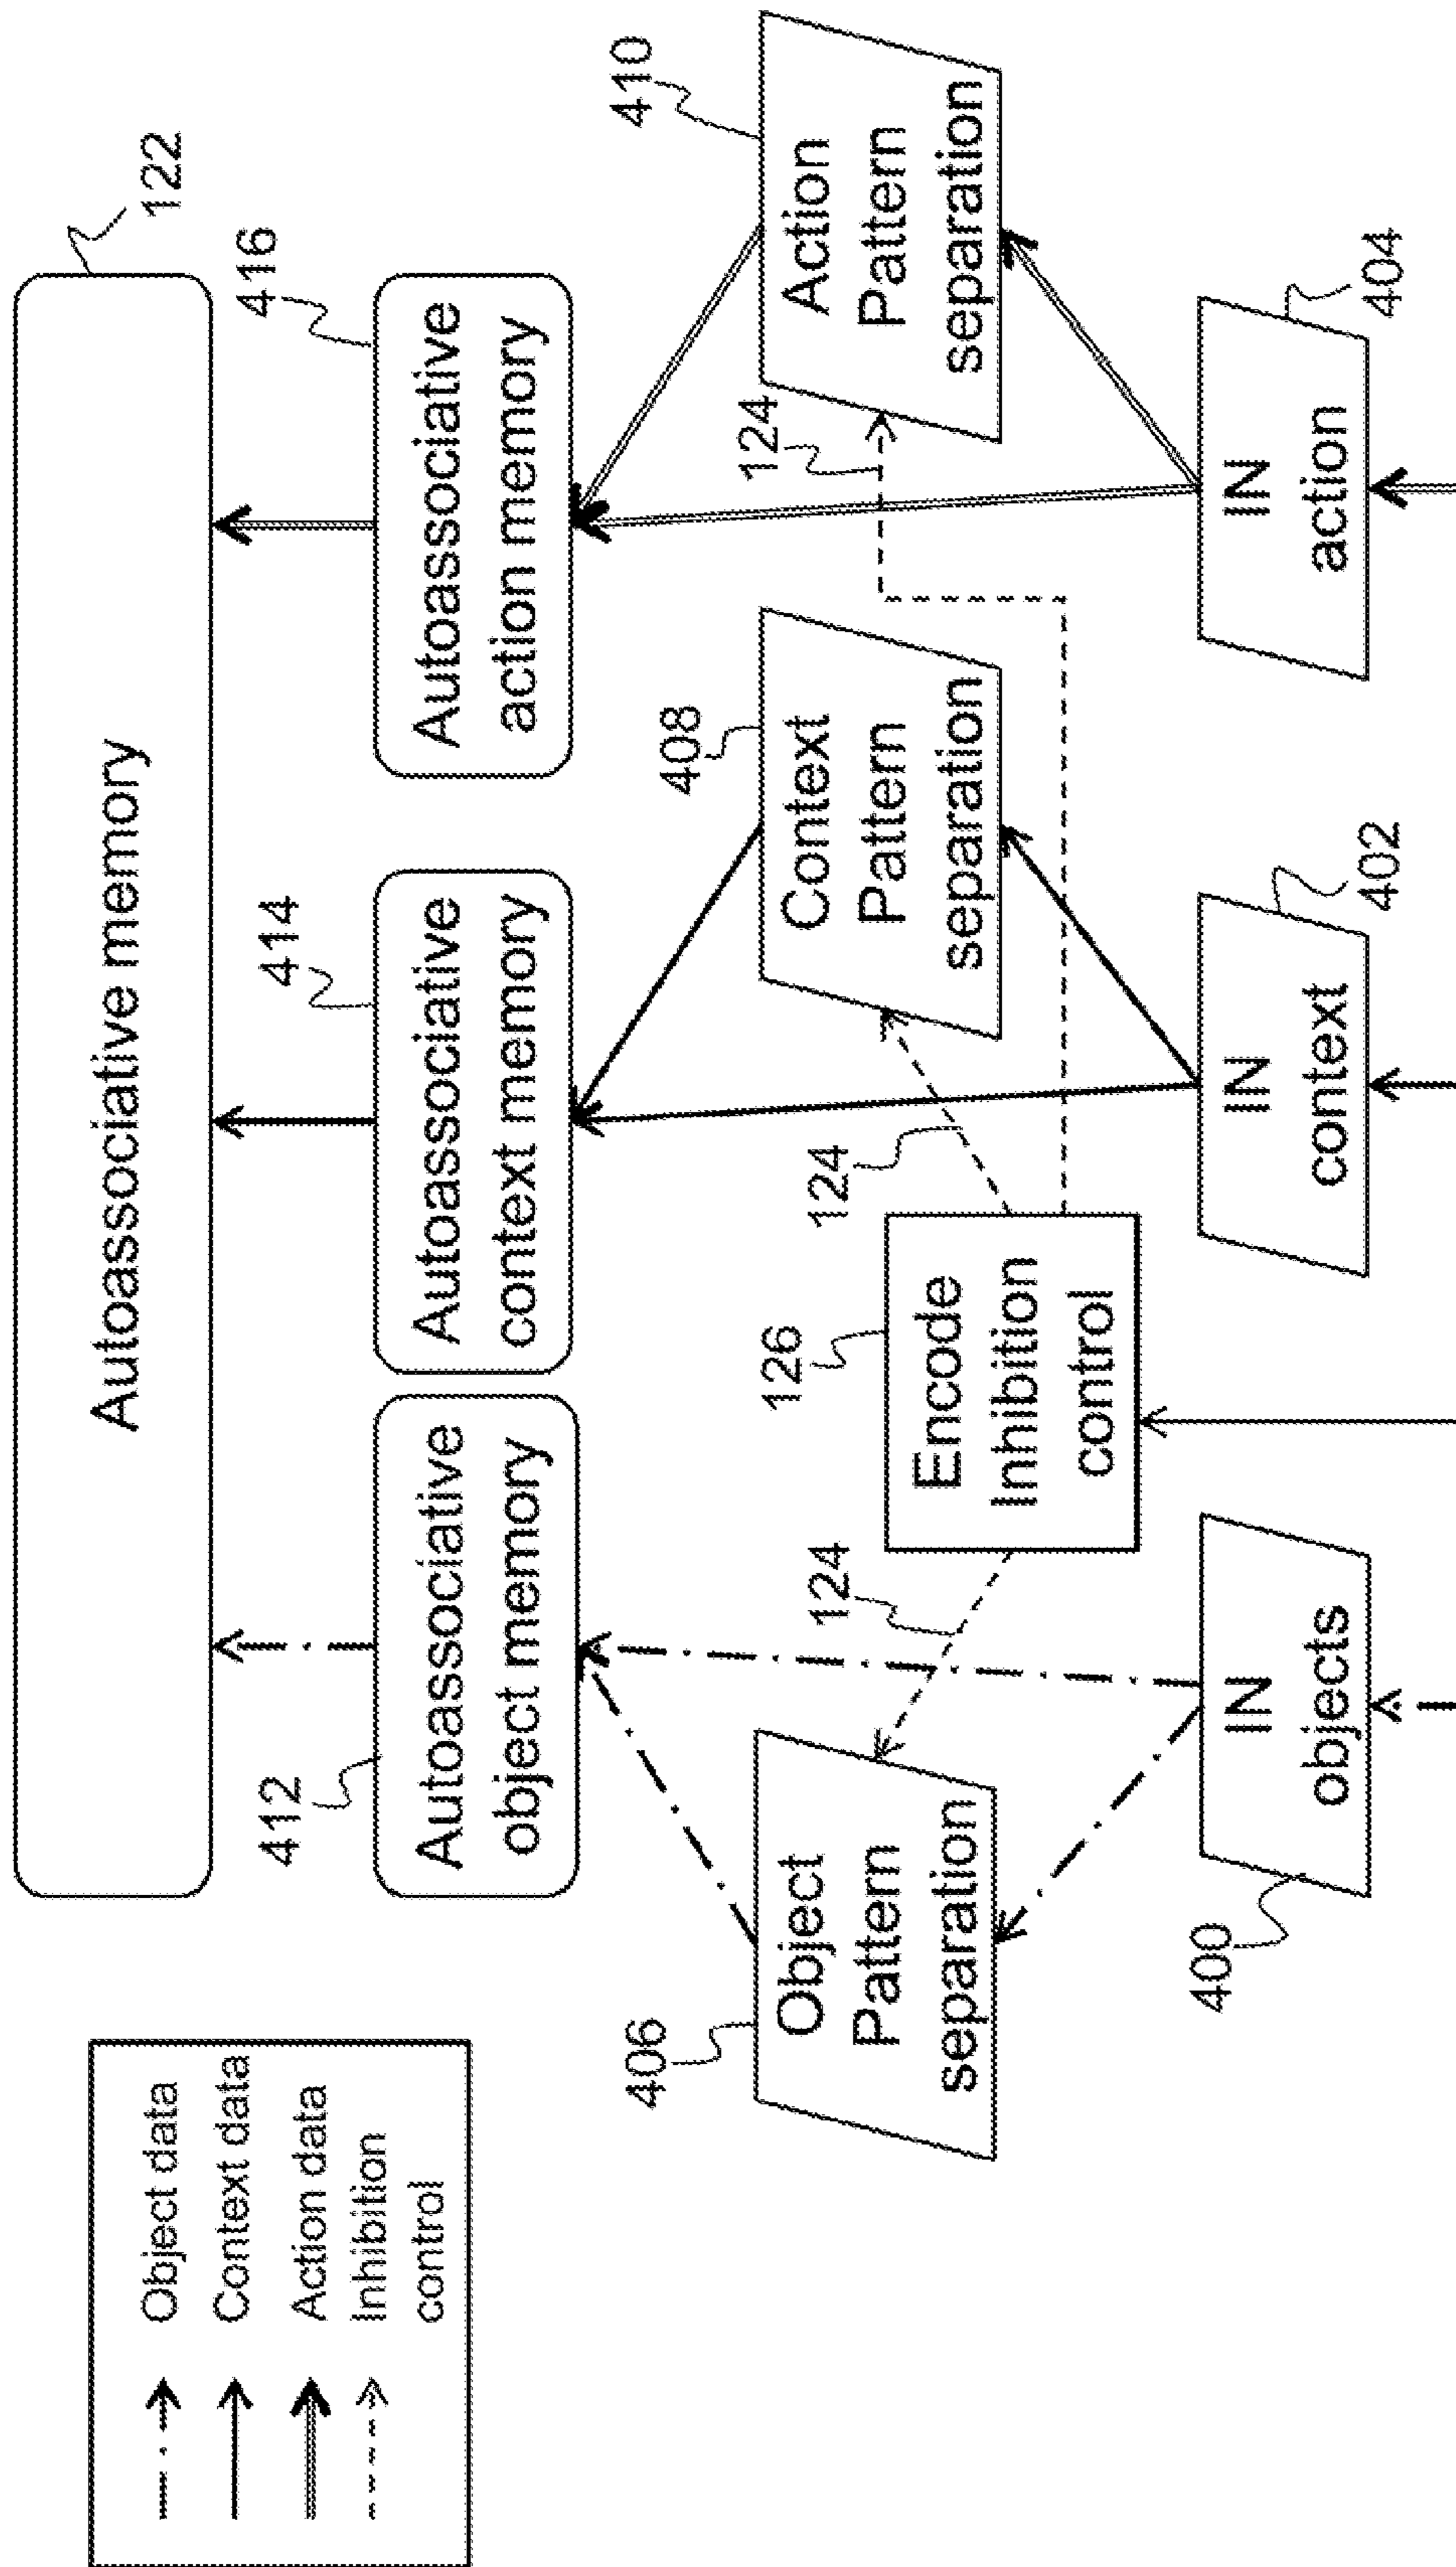 Object data
Context data
Action data
Inhibition
control
Autoassociative memory
122
412
Autoassociative
object memory
414
Autoassociative
context memory
416
Autoassociative
action memory
406
Object
Pattern
separation
124
126
Encode
Inhibition
control
124
408
Context
Pattern
separation
124
410
Action
Pattern
separation
400
IN
objects
IN
context
402
IN
action
404